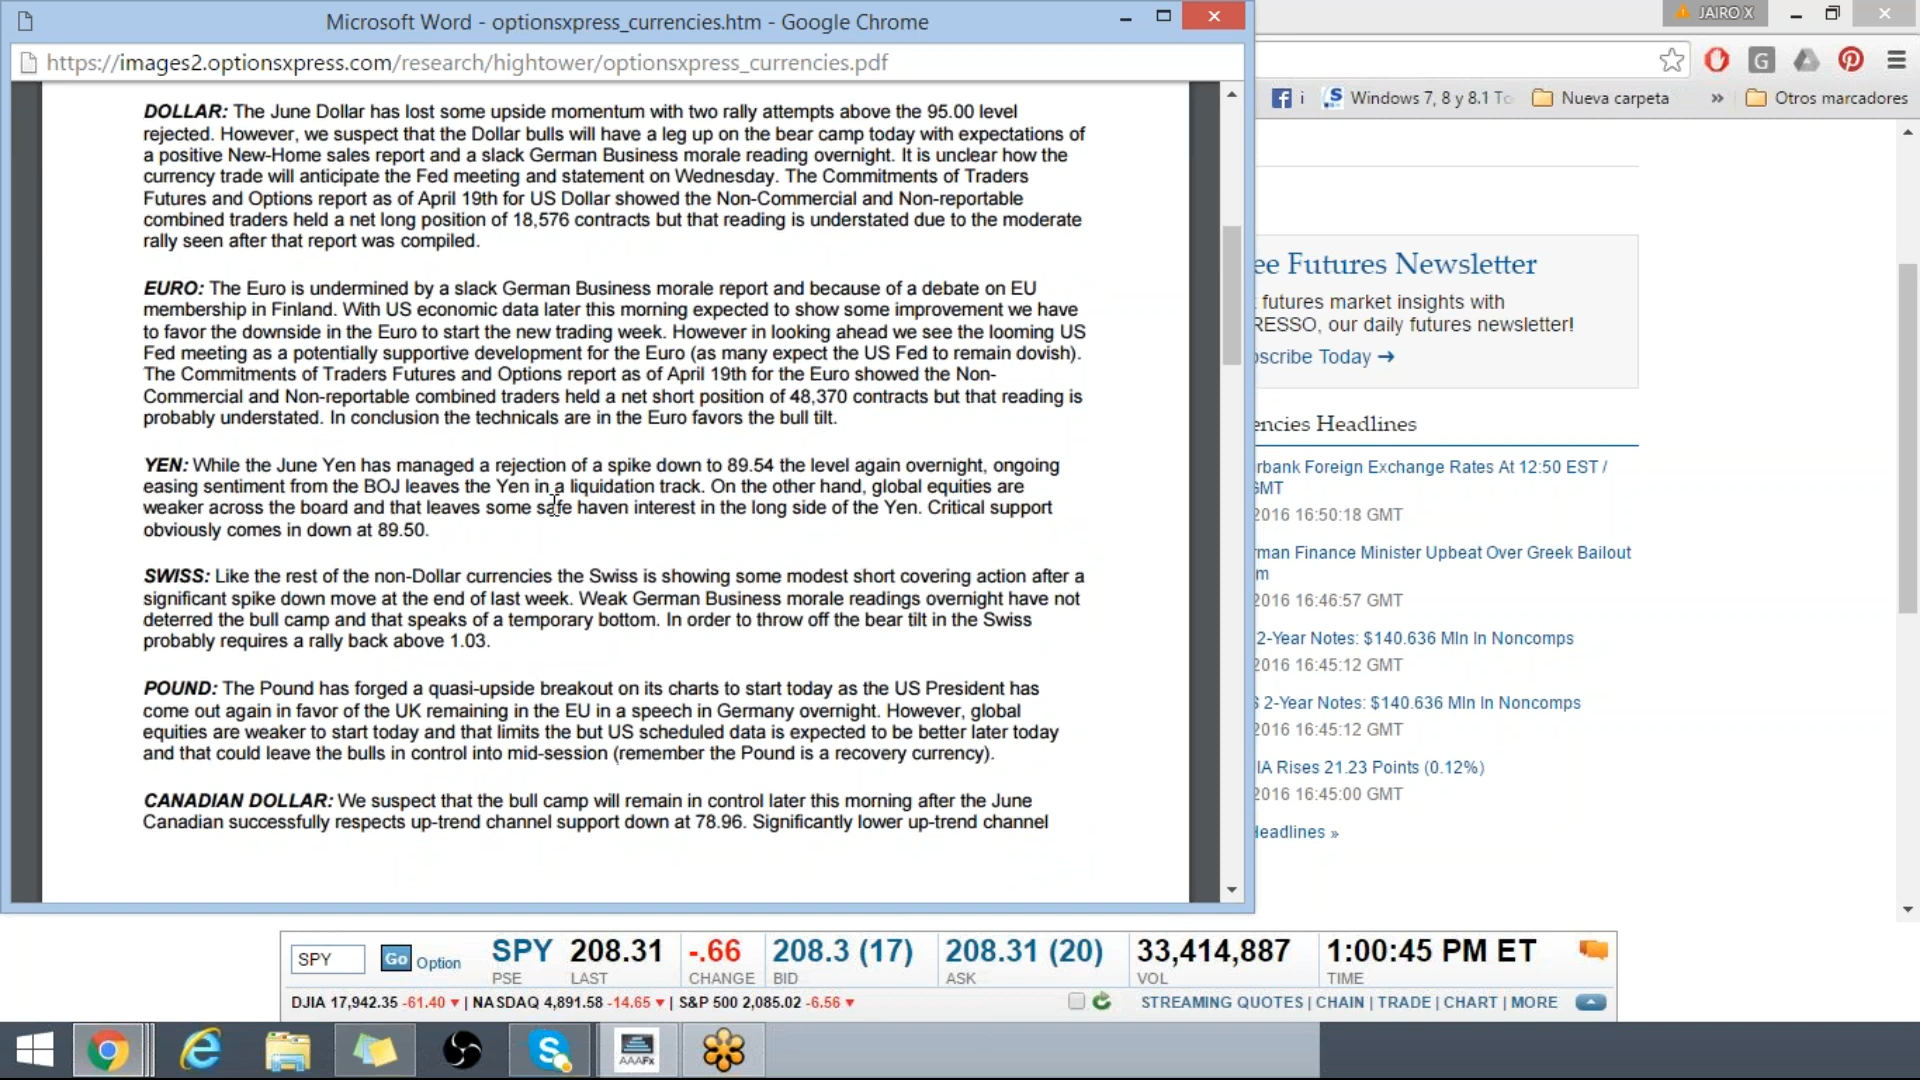 Microsoft Word - optionsxpress_currencies.htm - Google Chrome
JAIRO X
https://images2.optionsxpress.com/research/hightower/optionsxpress_currencies.pdf
i
Windows 7, 8 y 8.1 To
Nueva carpeta
»
Otros marcadores
DOLLAR: The June Dollar has lost some upside momentum with two rally attempts above the 95.00 level
rejected. However, we suspect that the Dollar bulls will have a leg up on the bear camp today with expectations of
a positive New-Home sales report and a slack German Business morale reading overnight. It is unclear how the
currency trade will anticipate the Fed meeting and statement on Wednesday. The Commitments of Traders
Futures and Options report as of April 19th for US Dollar showed the Non-Commercial and Non-reportable
combined traders held a net long position of 18,576 contracts but that reading is understated due to the moderate
rally seen after that report was compiled.
EURO: The Euro is undermined by a slack German Business morale report and because of a debate on EU
membership in Finland. With US economic data later this morning expected to show some improvement we have
to favor the downside in the Euro to start the new trading week. However in looking ahead we see the looming US
Fed meeting as a potentially supportive development for the Euro (as many expect the US Fed to remain dovish).
The Commitments of Traders Futures and Options report as of April 19th for the Euro showed the Non-
Commercial and Non-reportable combined traders held a net short position of 48,370 contracts but that reading is
probably understated. In conclusion the technicals are in the Euro favors the bull tilt.
YEN: While the June Yen has managed a rejection of a spike down to 89.54 the level again overnight, ongoing
easing sentiment from the BOJ leaves the Yen in a liquidation track. On the other hand, global equities are
weaker across the board and that leaves some safe haven interest in the long side of the Yen. Critical support
obviously comes in down at 89.50.
SWISS: Like the rest of the non-Dollar currencies the Swiss is showing some modest short covering action after a
significant spike down move at the end of last week. Weak German Business morale readings overnight have not
deterred the bull camp and that speaks of a temporary bottom. In order to throw off the bear tilt in the Swiss
probably requires a rally back above 1.03.
POUND: The Pound has forged a quasi-upside breakout on its charts to start today as the US President has
come out again in favor of the UK remaining in the EU in a speech in Germany overnight. However, global
equities are weaker to start today and that limits the but US scheduled data is expected to be better later today
and that could leave the bulls in control into mid-session (remember the Pound is a recovery currency).
CANADIAN DOLLAR: We suspect that the bull camp will remain in control later this morning after the June
Canadian successfully respects up-trend channel support down at 78.96. Significantly lower up-trend channel
ee Futures Newsletter
futures market insights with
RESSO, our daily futures newsletter!
bscribe Today →
encies Headlines
rbank Foreign Exchange Rates At 12:50 EST /
GMT
2016 16:50:18 GMT
rman Finance Minister Upbeat Over Greek Bailout
m
2016 16:46:57 GMT
2-Year Notes: $140.636 Mln In Noncomps
2016 16:45:12 GMT
S 2-Year Notes: $140.636 Mln In Noncomps
2016 16:45:12 GMT
IA Rises 21.23 Points (0.12%)
2016 16:45:00 GMT
Headlines »
SPY Go Option SPY 208.31 -.66 208.3 (17) 208.31 (20) 33,414,887 1:00:45 PM ET
PSE LAST CHANGE BID ASK VOL TIME
DJIA 17,942.35 -61.40 ▼ | NASDAQ 4,891.58 -14.65 ▼ | S&P 500 2,085.02 -6.56 ▼ STREAMING QUOTES | CHAIN | TRADE | CHART | MORE
AAAFx